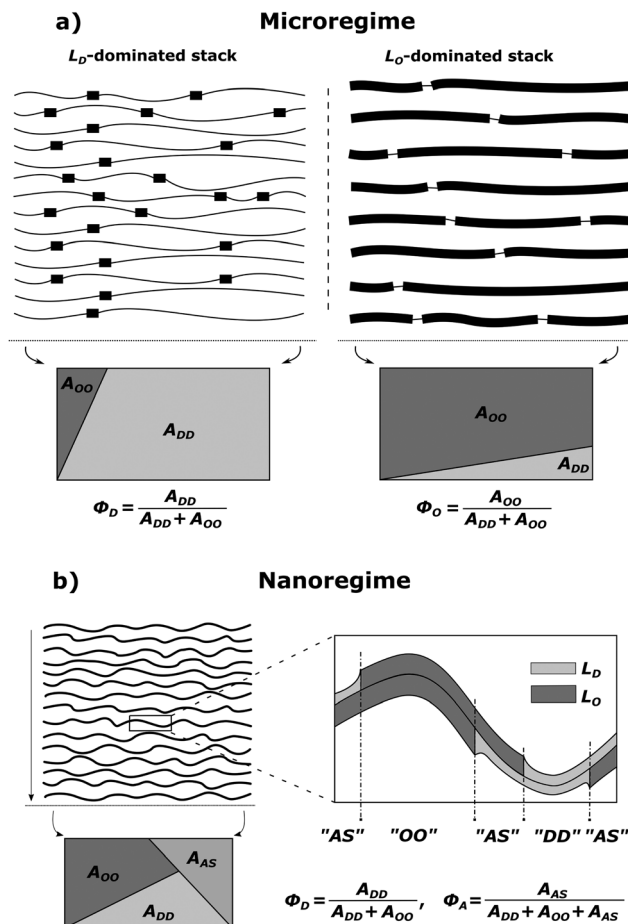 a) Microregime
L_D-dominated stack
L_O-dominated stack
A_OO
A_DD
A_OO
A_DD
Φ_D = A_DD / (A_DD + A_OO)
Φ_O = A_OO / (A_DD + A_OO)
b) Nanoregime
L_D
L_O
"AS" "OO" "AS" "DD" "AS"
A_OO
A_AS
A_DD
Φ_D = A_DD / (A_DD + A_OO) , Φ_A = A_AS / (A_DD + A_OO + A_AS)